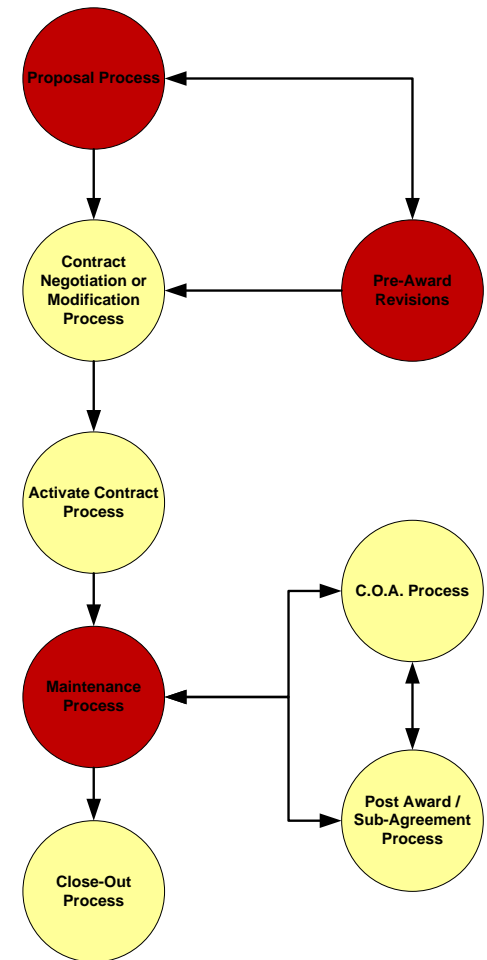 Proposal Process
Contract
Negotiation or
Modification
Process
Pre-Award
Revisions
Activate Contract
Process
C.O.A. Process
Maintenance
Process
Post Award /
Sub-Agreement
Process
Close-Out
Process